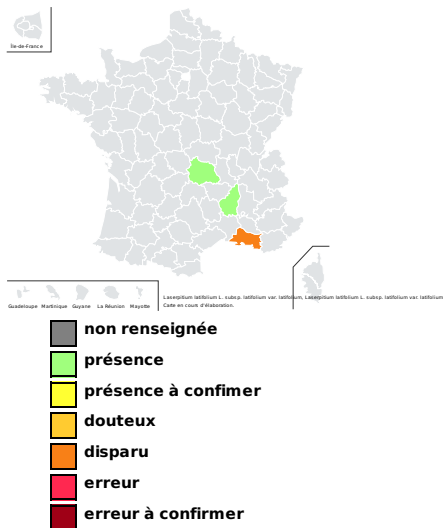 Île-de-France
Laserpitium latifolium L. subsp. latifolium var. latifolium, Laserpitium latifolium L. subsp. latifolium var. latifolium
Carte en cours d'élaboration.
Guadeloupe Martinique Guyane La Réunion Mayotte
non renseignée
présence
présence à confimer
douteux
disparu
erreur
erreur à confirmer